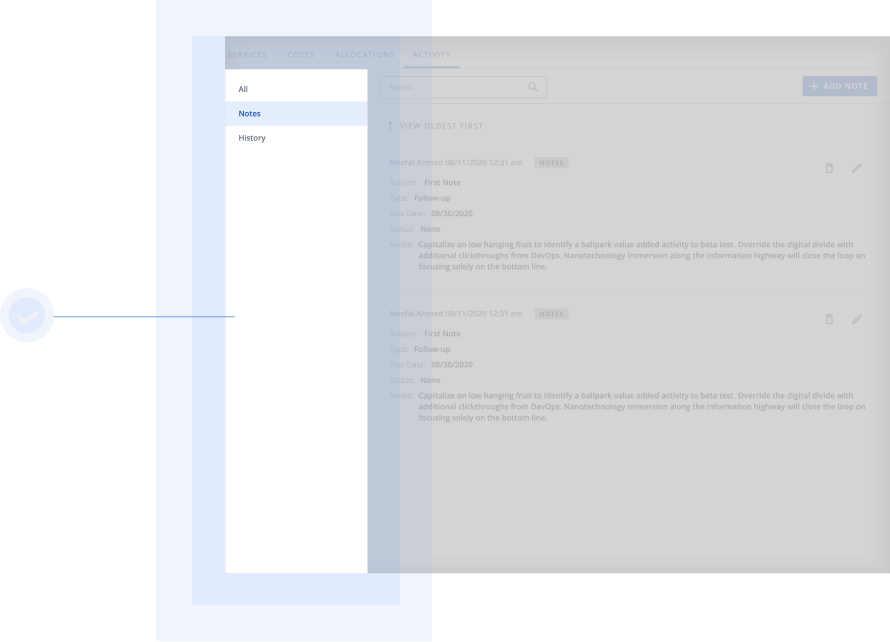 SERVICES COSTS ALLOCATIONS ACTIVITY
All
Notes
History
Search
+ ADD NOTE
↑ VIEW OLDEST FIRST
Noefal Ahmed 08/11/2020 12:31 am NOTES
Subject: First Note
Type: Follow-up
Due Date: 08/30/2020
Status: None
Notes: Capitalize on low hanging fruit to identify a ballpark value added activity to beta test. Override the digital divide with
additional clickthroughs from DevOps. Nanotechnology immersion along the information highway will close the loop on
focusing solely on the bottom line.
Noefal Ahmed 08/11/2020 12:31 am NOTES
Subject: First Note
Type: Follow-up
Due Date: 08/30/2020
Status: None
Notes: Capitalize on low hanging fruit to identify a ballpark value added activity to beta test. Override the digital divide with
additional clickthroughs from DevOps. Nanotechnology immersion along the information highway will close the loop on
focusing solely on the bottom line.